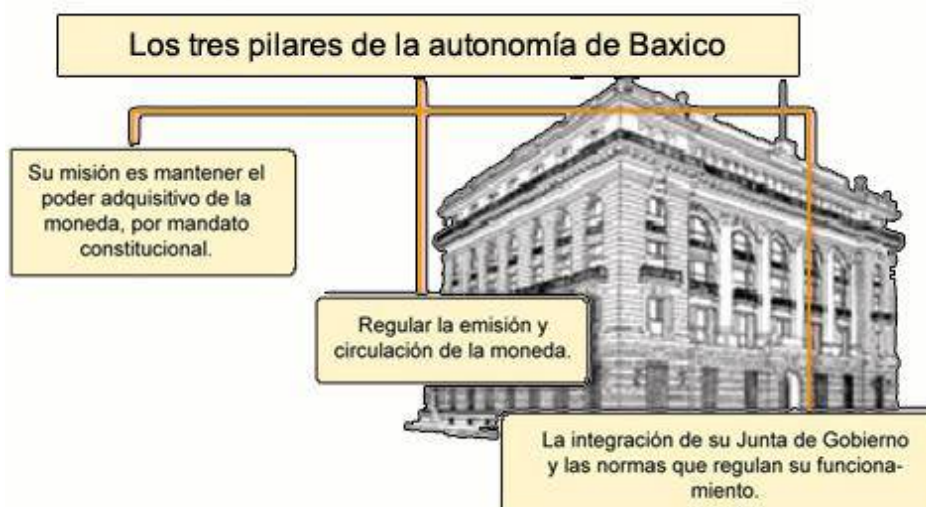 Los tres pilares de la autonomía de Baxico
Su misión es mantener el
poder adquisitivo de la
moneda, por mandato
constitucional.
Regular la emisión y
circulación de la moneda.
La integración de su Junta de Gobierno
y las normas que regulan su funciona-
miento.